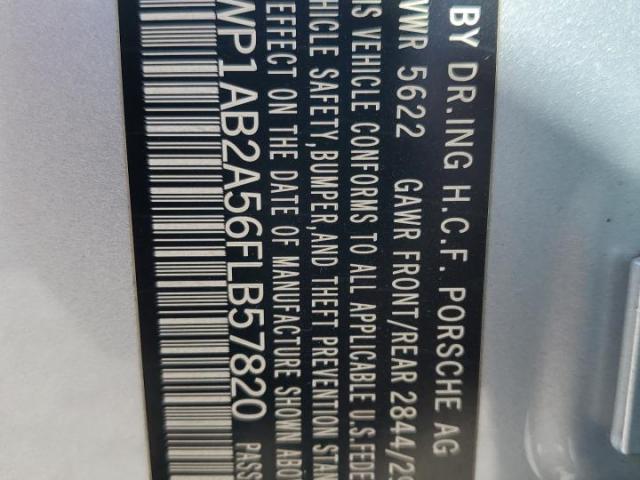 BY DR.ING H.C.F. PORSCHE AG
VWR 5622 GAWR FRONT/REAR 2844/29
IS VEHICLE CONFORMS TO ALL APPLICABLE U.S.FEDE
HICLE SAFETY,BUMPER,AND THEFT PREVENTION STAN
EFFECT ON THE DATE OF MANUFACTURE SHOWN ABO
WP1AB2A56FLB57820 PASS